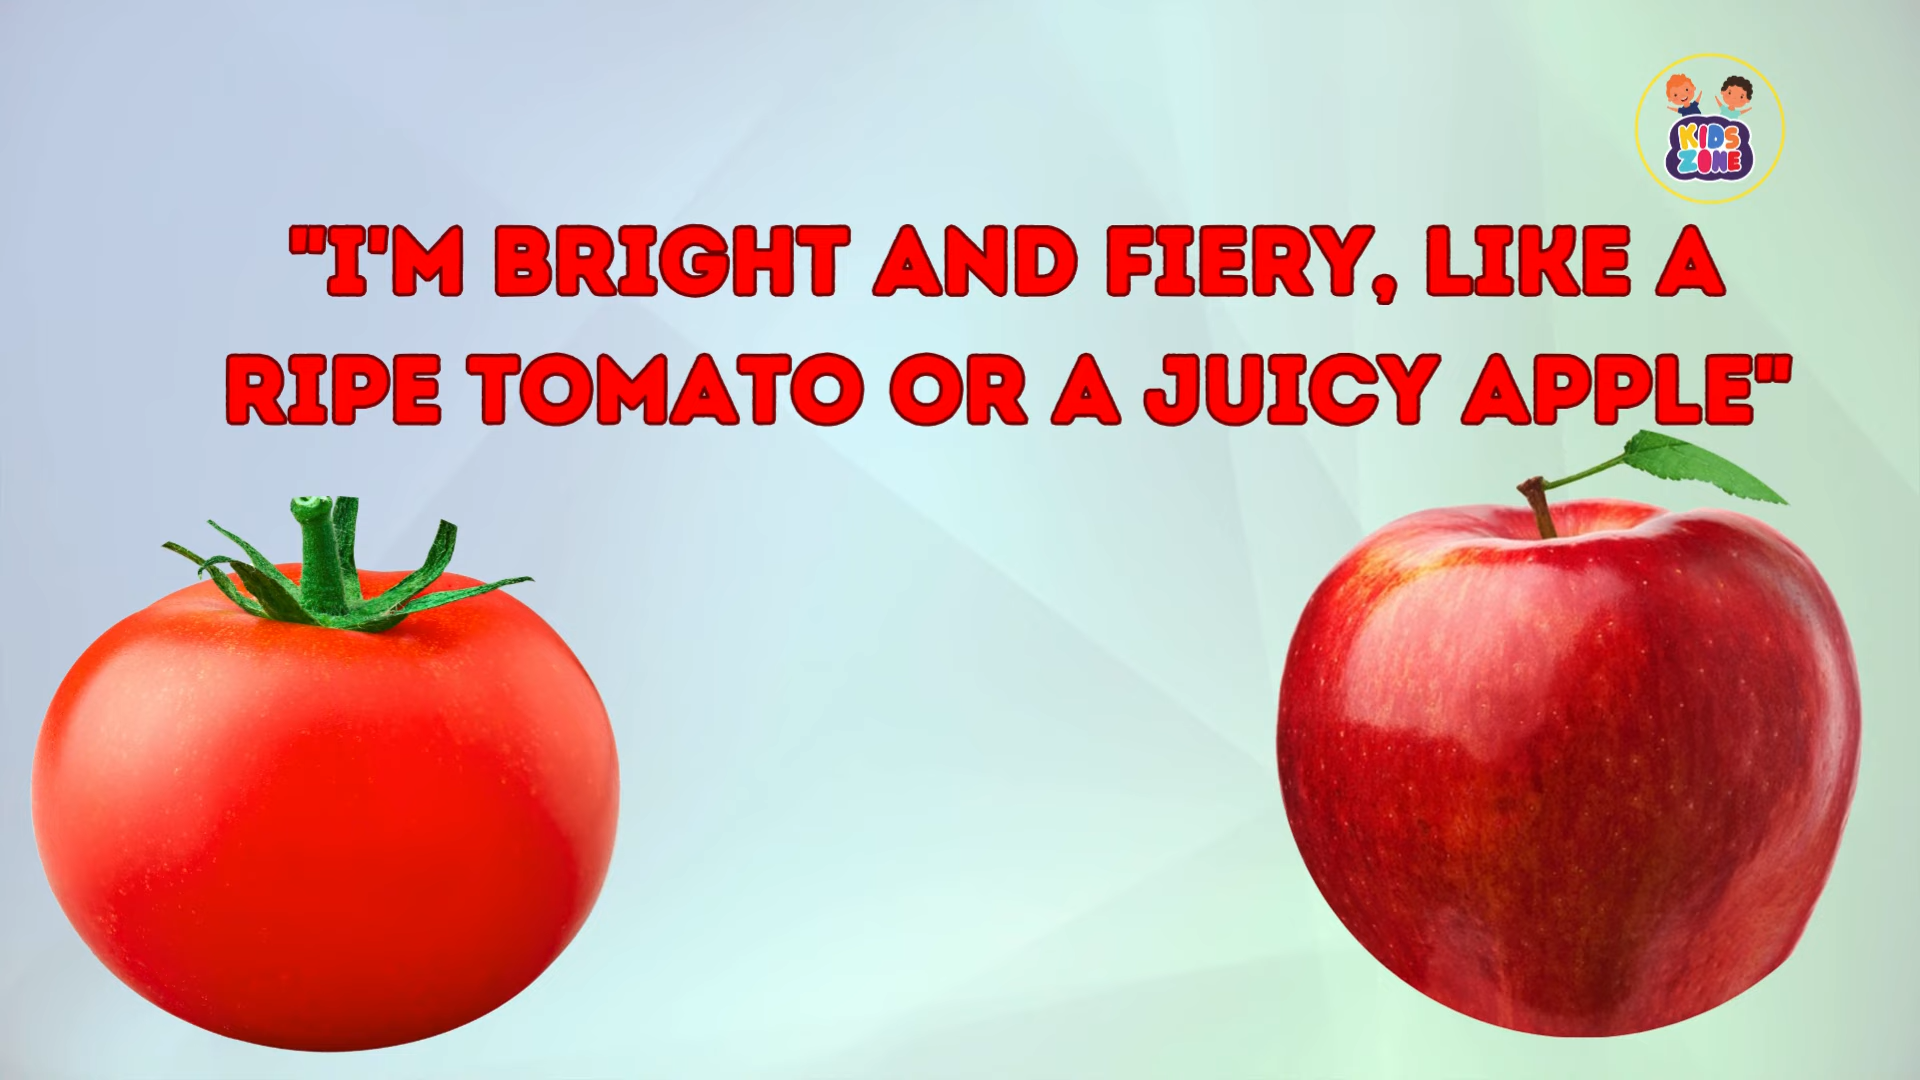 KIDS
ZONE
"I'M BRIGHT AND FIERY, LIKE A
RIPE TOMATO OR A JUICY APPLE"